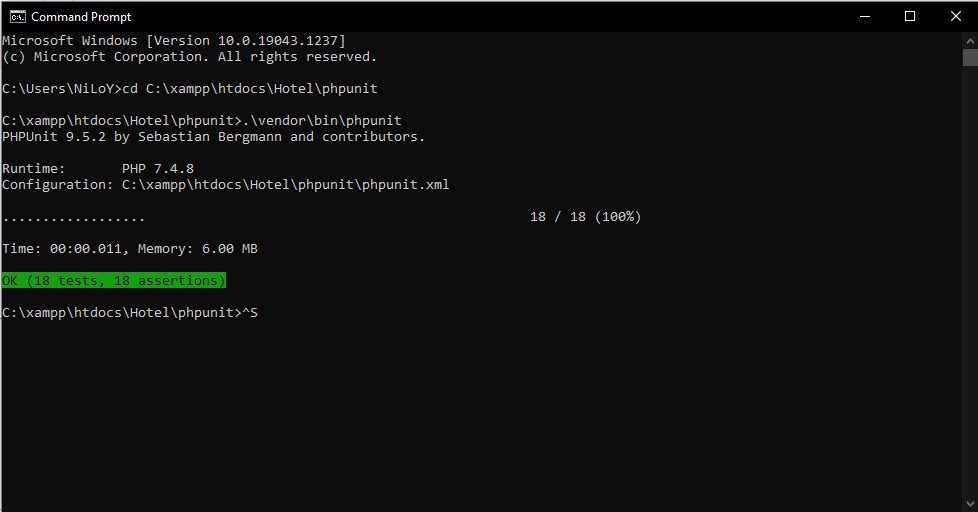 Command Prompt
Microsoft Windows [Version 10.0.19043.1237]
(c) Microsoft Corporation. All rights reserved.
C:\Users\NiLoY>cd C:\xampp\htdocs\Hotel\phpunit
C:\xampp\htdocs\Hotel\phpunit>.\vendor\bin\phpunit
PHPUnit 9.5.2 by Sebastian Bergmann and contributors.
Runtime:       PHP 7.4.8
Configuration: C:\xampp\htdocs\Hotel\phpunit\phpunit.xml
..................                                                18 / 18 (100%)
Time: 00:00.011, Memory: 6.00 MB
OK (18 tests, 18 assertions)
C:\xampp\htdocs\Hotel\phpunit>^S